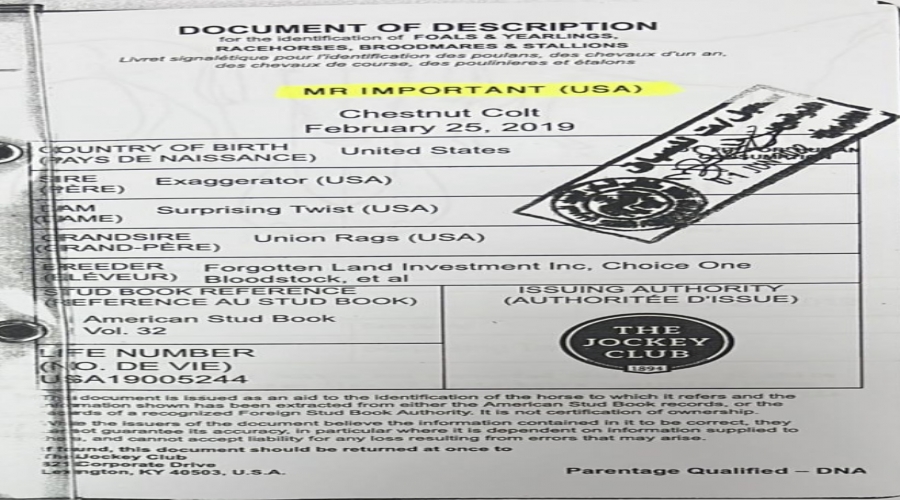 DOCUMENT OF DESCRIPTION
for the identification of FOALS & YEARLINGS,
RACEHORSES, BROODMARES & STALLIONS
Livret signalétique pour l'identification des poulans, des chevaux d'un an,
des chevaux de course, des poulinieres et étalons
MR IMPORTANT (USA)
Chestnut Colt
February 25, 2019
COUNTRY OF BIRTH United States
(PAYS DE NAISSANCE)
SIRE Exaggerator (USA)
(PÈRE)
DAM Surprising Twist (USA)
(DAME)
GRANDSIRE Union Rags (USA)
(GRAND-PÈRE)
BREEDER Forgotten Land Investment Inc, Choice One
(ÉLÉVEUR) Bloodstock, et al
STUD BOOK REFERENCE
(REFERENCE AU STUD BOOK)
American Stud Book
Vol. 32
LIFE NUMBER
(NO. DE VIE)
USA19005244
ISSUING AUTHORITY
(AUTHORITÉE D'ISSUE)
THE
JOCKEY
CLUB
1894
This document is issued as an aid to the identification of the horse to which it refers and the
information shown has been extracted from either the American Stud Book records, or the
records of a recognized Foreign Stud Book Authority. It is not certification of ownership.
While the issuers of the document believe the information contained in it to be correct, they
not guarantee its accuracy, in particular where it is dependent on information supplied to
, and cannot accept liability for any loss resulting from errors that may arise.
If found, this document should be returned at once to
The Jockey Club
821 Corporate Drive
Lexington, KY 40503, U.S.A.
Parentage Qualified – DNA